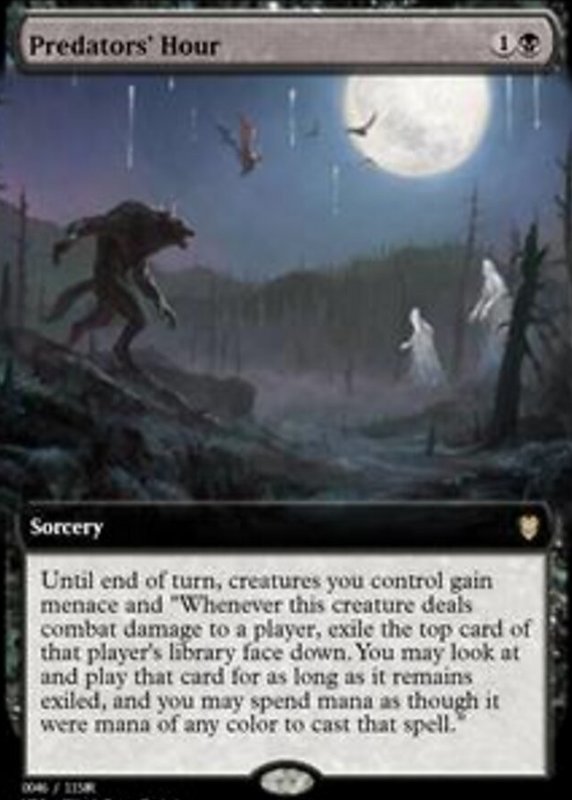 Predators' Hour
1
Sorcery
Until end of turn, creatures you control gain
menace and "Whenever this creature deals
combat damage to a player, exile the top card of
that player's library face down. You may look at
and play that card for as long as it remains
exiled, and you may spend mana as though it
were mana of any color to cast that spell."